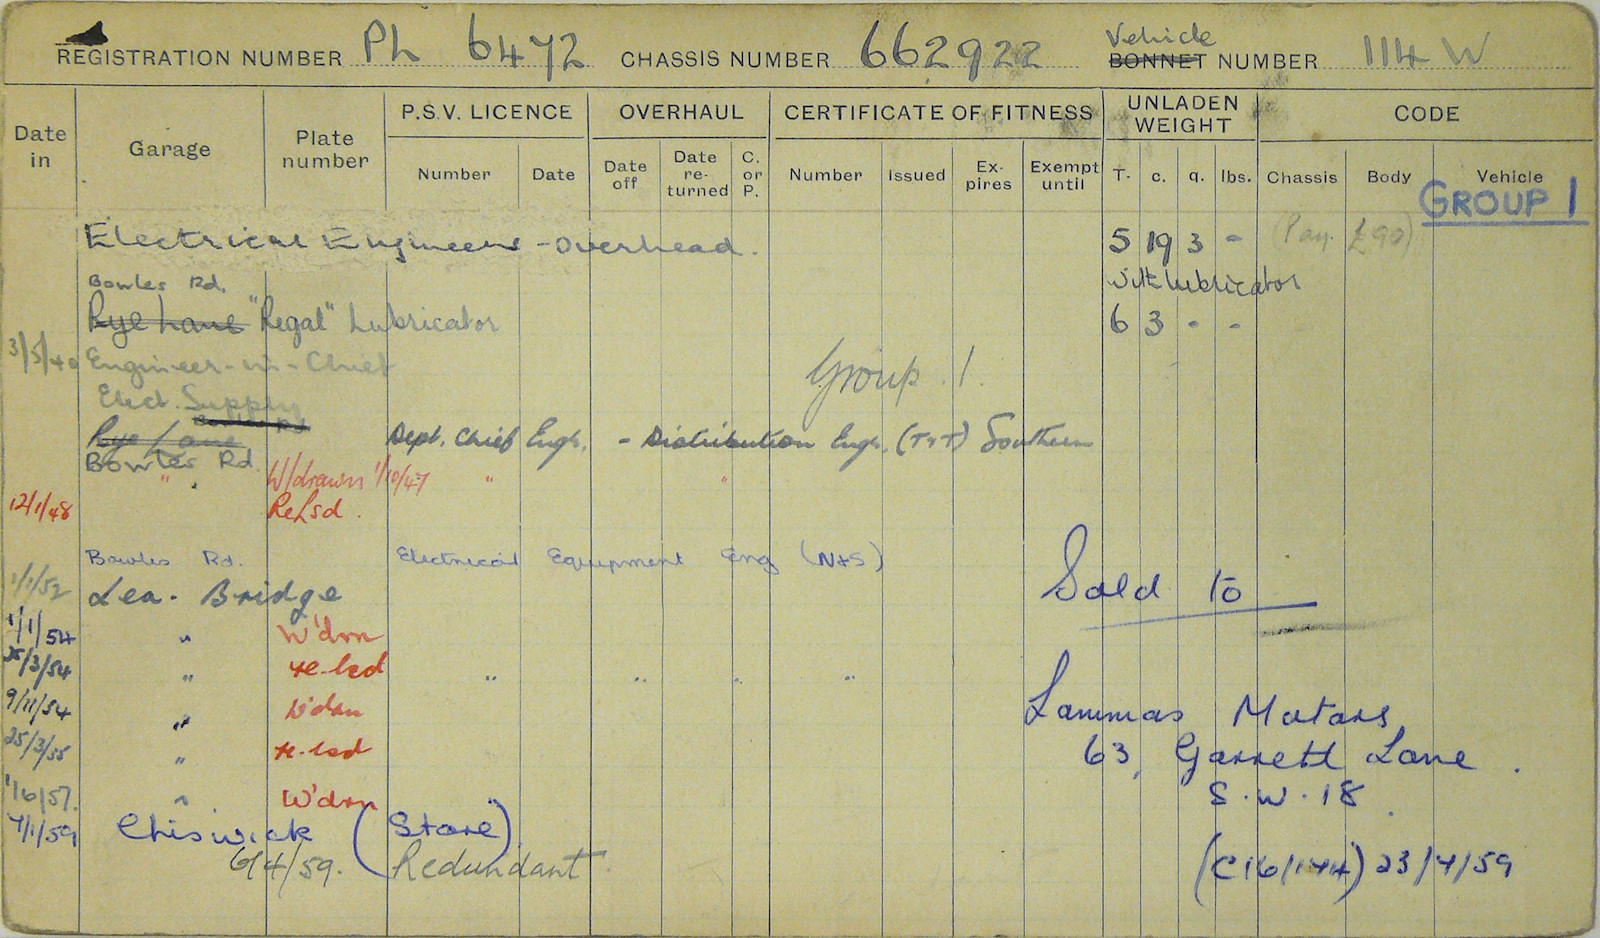 REGISTRATION NUMBER Ph 6472 CHASSIS NUMBER 662922 Vehicle BONNET NUMBER 114 W
Date in Garage Plate number P.S.V. LICENCE OVERHAUL CERTIFICATE OF FITNESS UNLADEN WEIGHT CODE
Number Date Date off Date re-turned C. or P. Number Issued Ex-pires Exempt until T. c. q. lbs. Chassis Body Vehicle
GROUP 1
Electrical Engineers - overhead. 5 19 3 - (Pay. £90)
Bowles Rd. with lubricator
Rye Lane "Regal" Lubricator 6 3 - -
3/5/40 Engineer-in-Chief Group. 1.
Elect. Supply
Bowles Rd
Rye Lane Dept. Chief Engr. - Distribution Engr. (T&T) Southern
Bowles Rd.
" W/drawn 1/10/47 " "
12/1/48 Relsd.
Bowles Rd. Electrical Equipment Eng (N&S)
1/1/52 Lea. Bridge Sold to
1/1/54 " W'drn
25/3/54 " re-lsd " " " "
9/11/54 " W'drn Lammas Motors,
25/3/55 " re-lsd 63, Garrett Lane.
1/6/57. " W'drn S.W.18.
7/1/59 Chiswick (Store)
6/4/59. Redundant (C16/144) 23/4/59